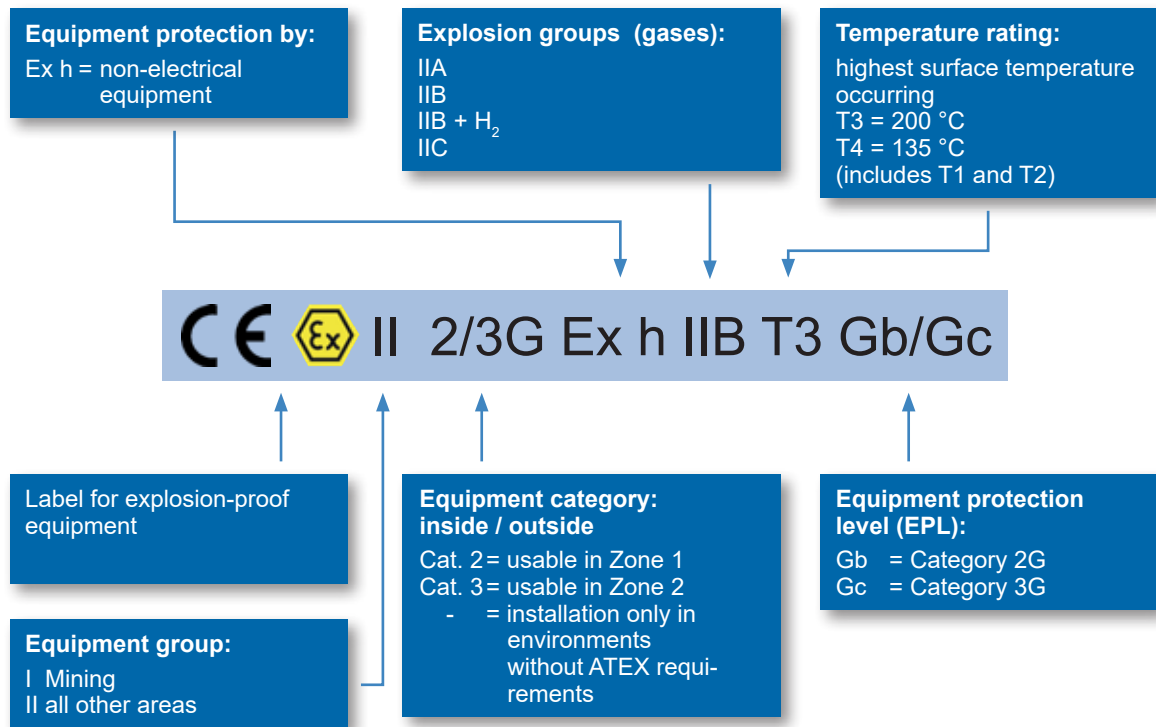 Equipment protection by:
Ex h = non-electrical
equipment
Explosion groups (gases):
IIA
IIB
IIB + H₂
IIC
Temperature rating:
highest surface temperature
occurring
T3 = 200 °C
T4 = 135 °C
(includes T1 and T2)
CE Ex II 2/3G Ex h IIB T3 Gb/Gc
Label for explosion-proof
equipment
Equipment group:
I Mining
II all other areas
Equipment category:
inside / outside
Cat. 2 = usable in Zone 1
Cat. 3 = usable in Zone 2
- = installation only in
environments
without ATEX requi-
rements
Equipment protection
level (EPL):
Gb = Category 2G
Gc = Category 3G